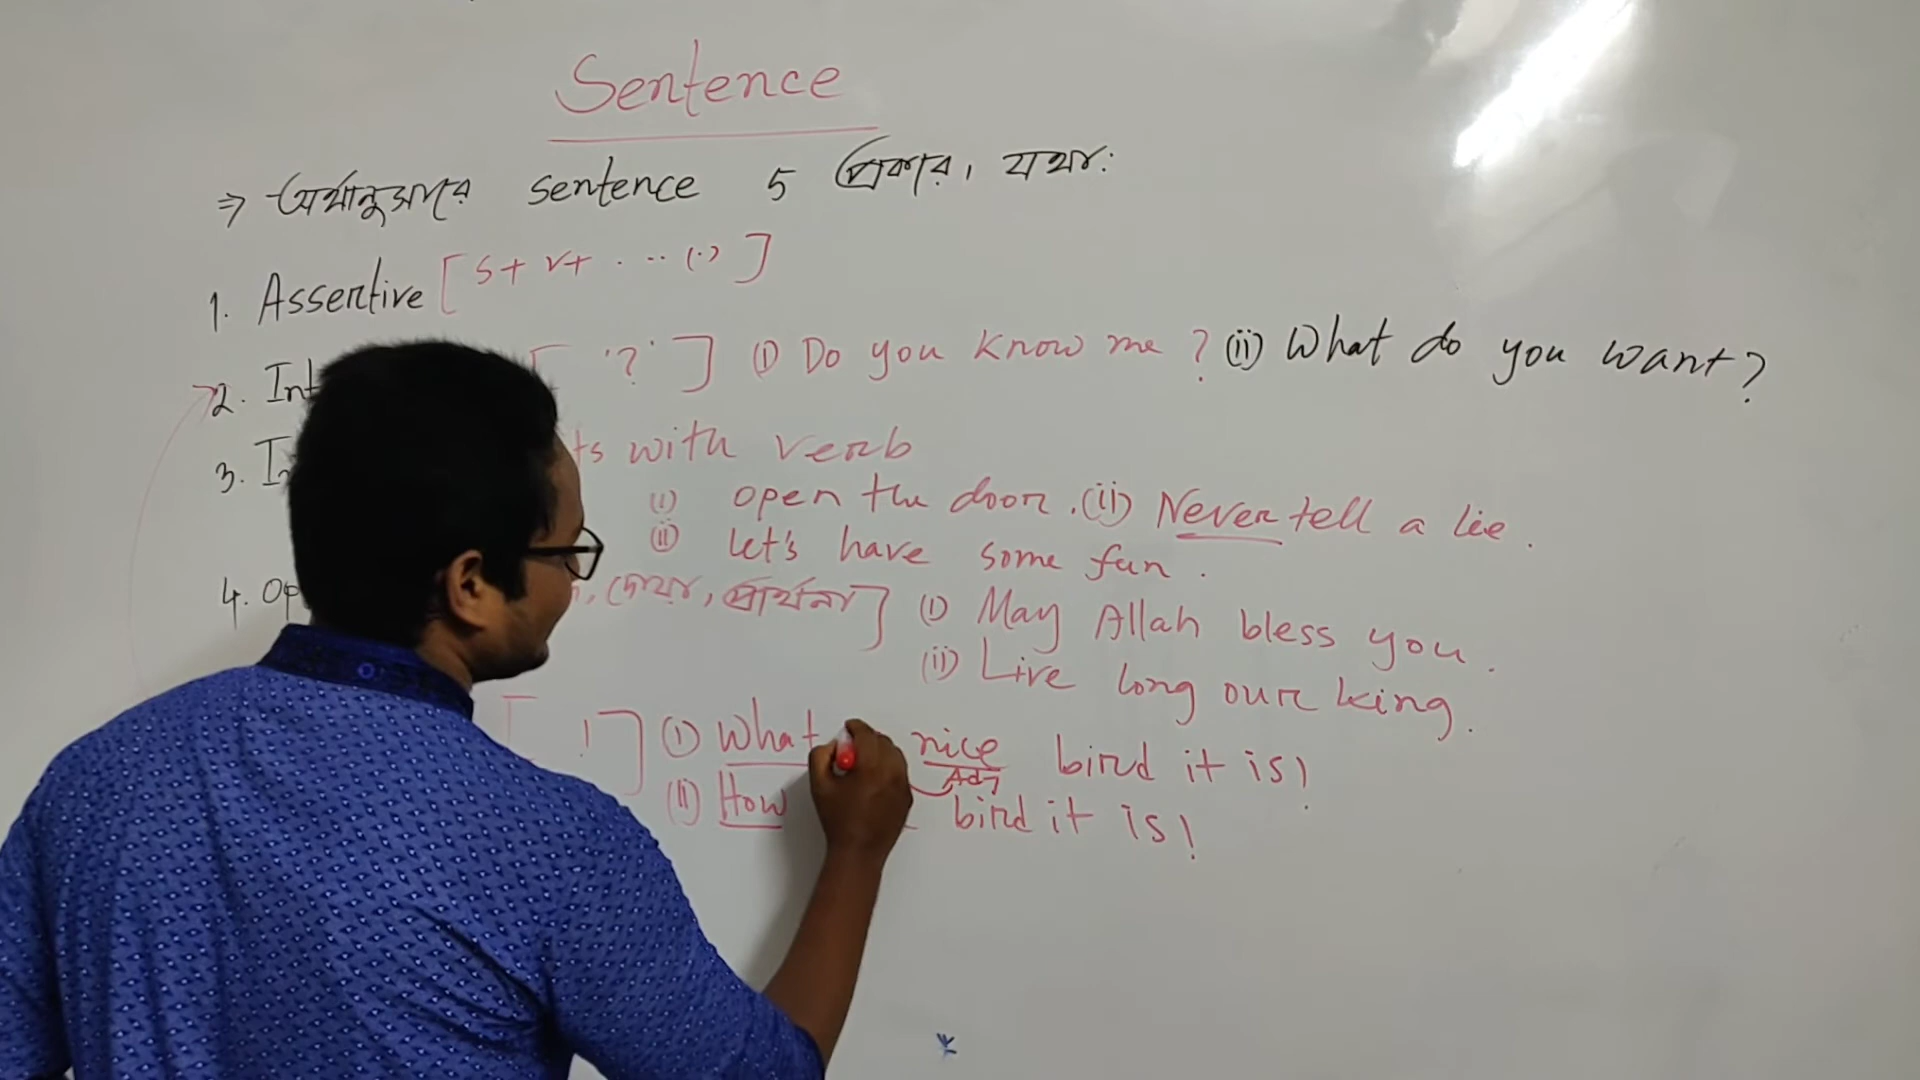 Sentence
⇒ অর্থানুসারে sentence 5 প্রকার, যথা:
1. Assertive [S + V + ... (.)]
2. Int [ '?' ] (i) Do you know me ? (ii) What do you want?
3. I ts with verb
(i) open the door. (ii) Never tell a lie.
(ii) Let's have some fun.
4. Op , দোয়া, প্রার্থনা] (i) May Allah bless you.
(ii) Live long our king.
[ ! ] (i) What nice bird it is!
Adj
(ii) How bird it is!